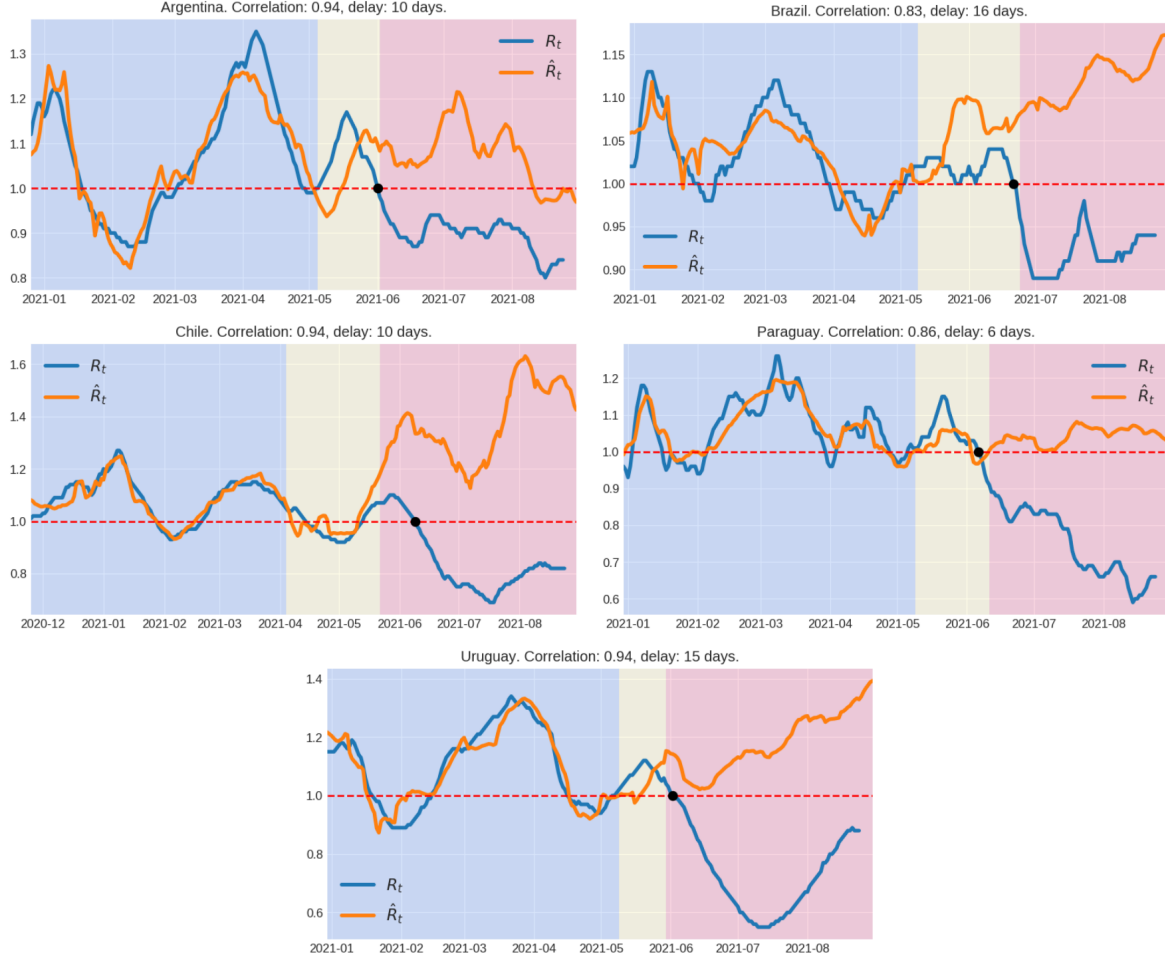 Argentina. Correlation: 0.94, delay: 10 days.
1.3
1.2
1.1
1.0
0.9
0.8
R_t
R̂_t
2021-01 2021-02 2021-03 2021-04 2021-05 2021-06 2021-07 2021-08
Brazil. Correlation: 0.83, delay: 16 days.
1.15
1.10
1.05
1.00
0.95
0.90
R_t
R̂_t
2021-01 2021-02 2021-03 2021-04 2021-05 2021-06 2021-07 2021-08
Chile. Correlation: 0.94, delay: 10 days.
1.6
1.4
1.2
1.0
0.8
R_t
R̂_t
2020-12 2021-01 2021-02 2021-03 2021-04 2021-05 2021-06 2021-07 2021-08
Paraguay. Correlation: 0.86, delay: 6 days.
1.2
1.1
1.0
0.9
0.8
0.7
0.6
R_t
R̂_t
2021-01 2021-02 2021-03 2021-04 2021-05 2021-06 2021-07 2021-08
Uruguay. Correlation: 0.94, delay: 15 days.
1.4
1.2
1.0
0.8
0.6
R_t
R̂_t
2021-01 2021-02 2021-03 2021-04 2021-05 2021-06 2021-07 2021-08